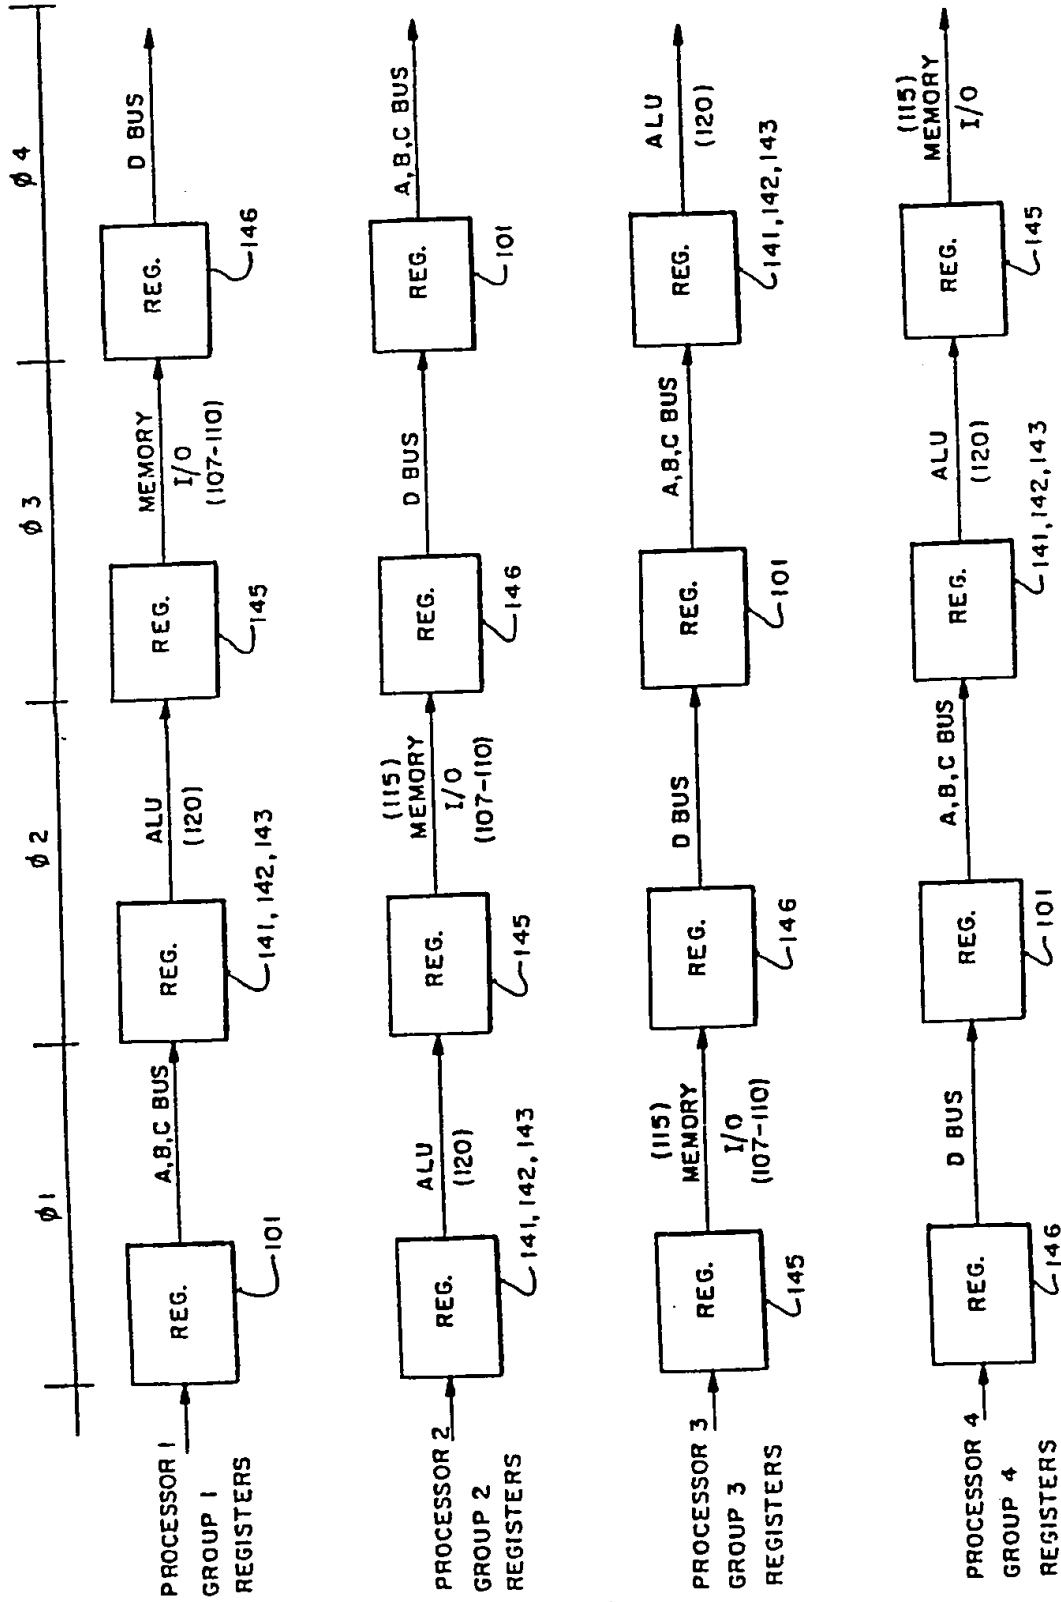 ø1
ø2
ø3
ø4
PROCESSOR 1
GROUP 1
REGISTERS
REG.
101
A,B,C BUS
REG.
141, 142, 143
ALU
(120)
REG.
145
MEMORY
I/O
(107-110)
REG.
146
D BUS
PROCESSOR 2
GROUP 2
REGISTERS
REG.
141, 142, 143
ALU
(120)
REG.
145
(115)
MEMORY
I/O
(107-110)
REG.
146
D BUS
REG.
101
A,B,C BUS
PROCESSOR 3
GROUP 3
REGISTERS
REG.
145
(115)
MEMORY
I/O
(107-110)
REG.
146
D BUS
REG.
101
A,B,C BUS
REG.
141, 142, 143
ALU
(120)
PROCESSOR 4
GROUP 4
REGISTERS
REG.
146
D BUS
REG.
101
A,B,C BUS
REG.
141, 142, 143
ALU
(120)
REG.
145
(115)
MEMORY
I/O